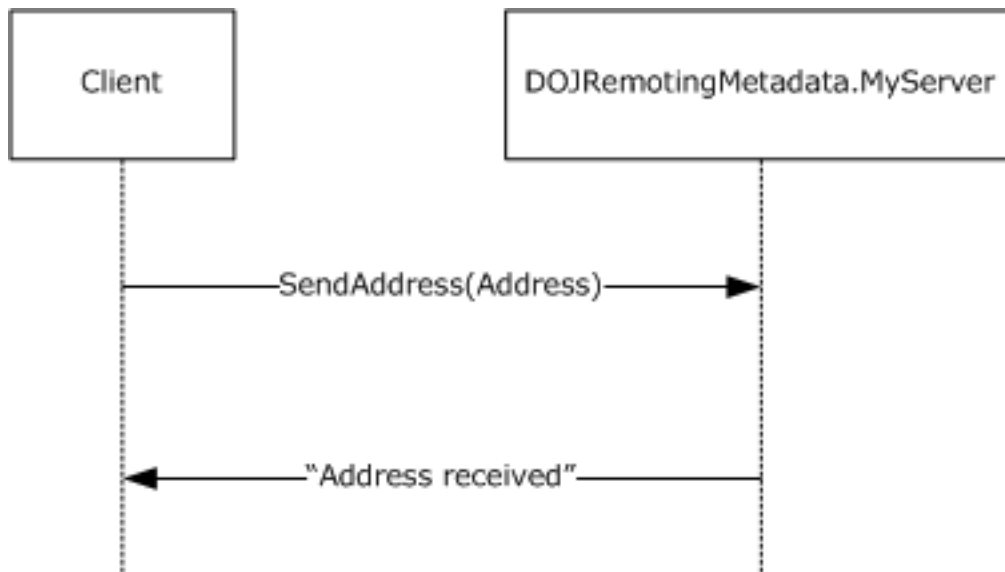 Client
DOJRemotingMetadata.MyServer
SendAddress(Address)
“Address received”